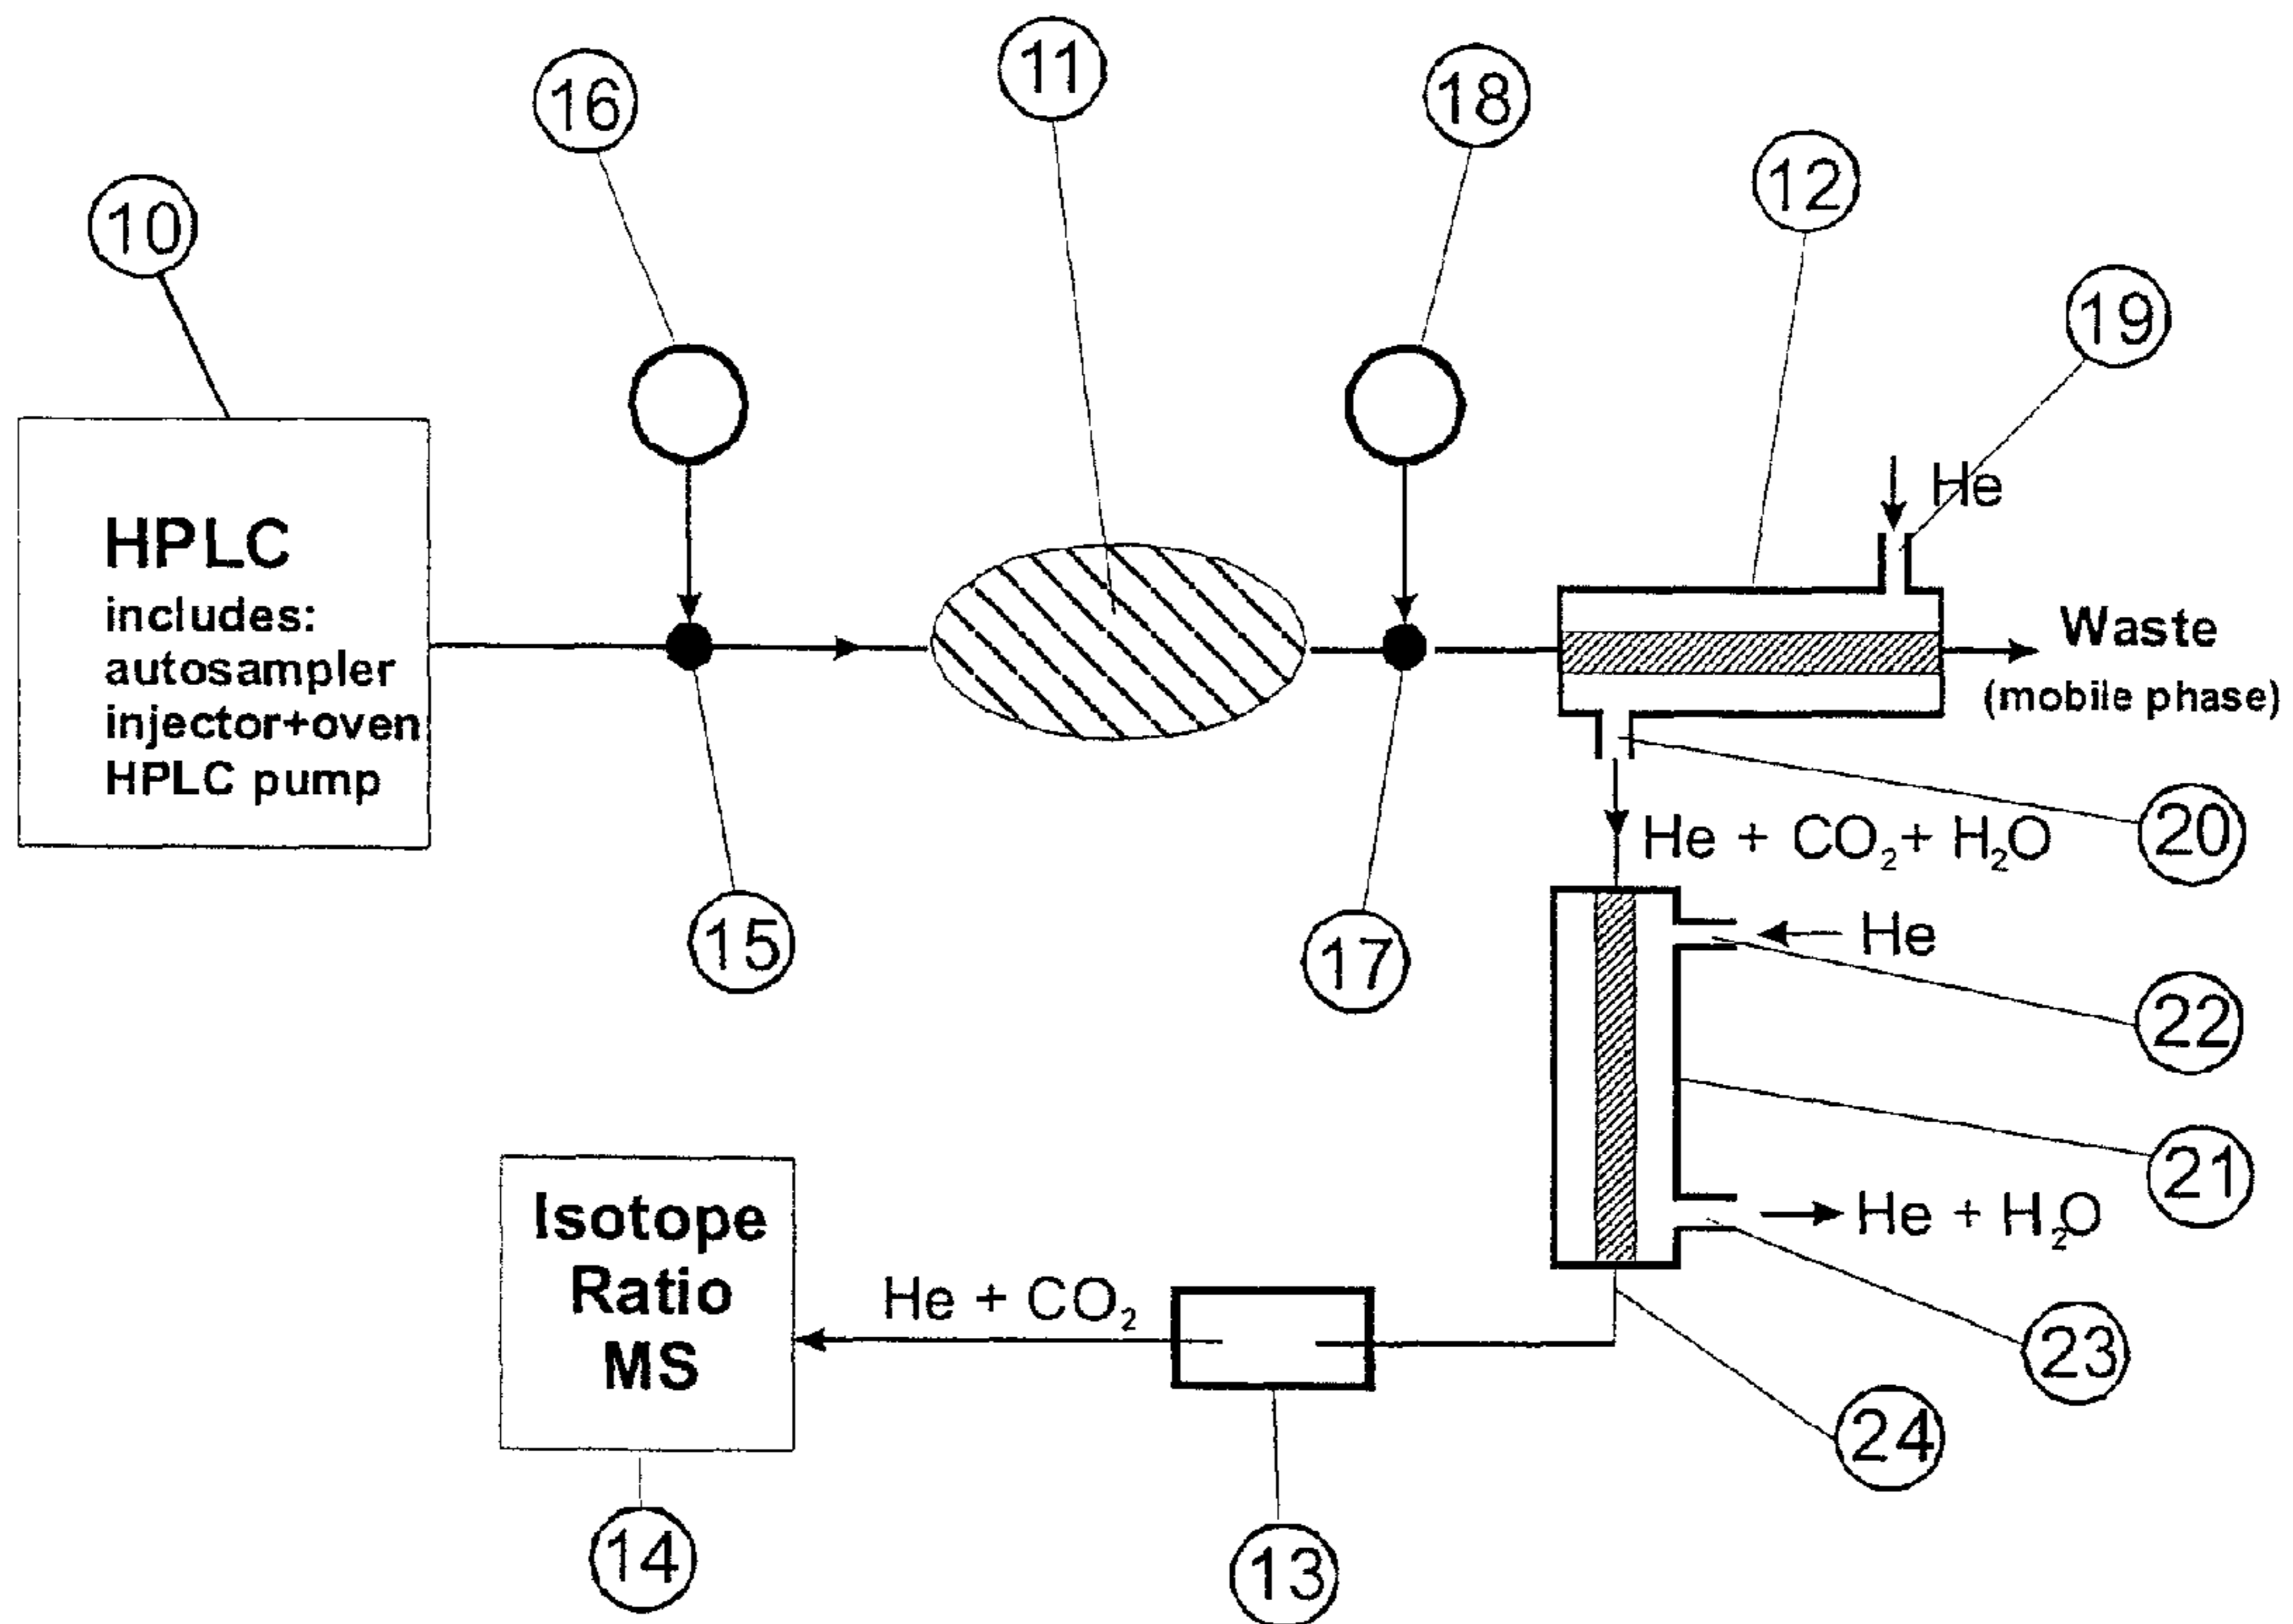 11
16
18
12
10
19
He
HPLC
includes:
autosampler
injector+oven
HPLC pump
Waste
(mobile phase)
20
He + CO₂+ H₂O
15
17
He
22
21
Isotope
Ratio
MS
He + CO₂
He + H₂O
23
24
14
13